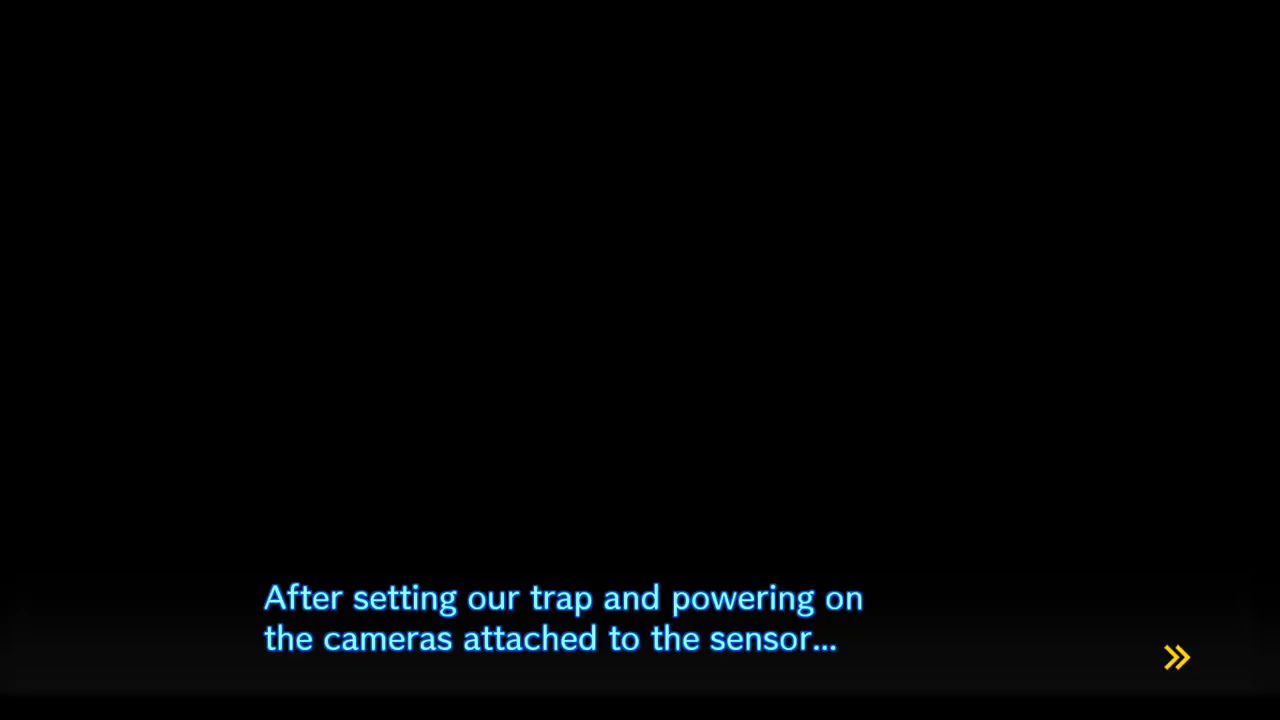 After setting our trap and powering on
the cameras attached to the sensor...